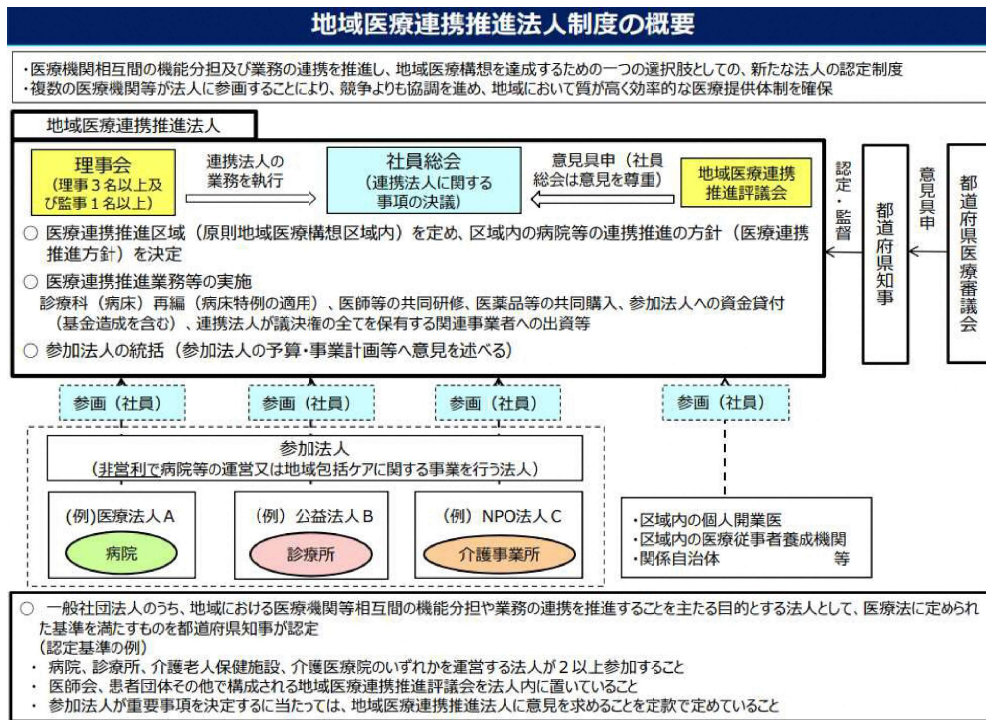 地域医療連携推進法人制度の概要
・医療機関相互間の機能分担及び業務の連携を推進し、地域医療構想を達成するための一つの選択肢としての、新たな法人の認定制度
・複数の医療機関等が法人に参画することにより、競争よりも協調を進め、地域において質が高く効率的な医療提供体制を確保
地域医療連携推進法人
理事会
(理事3名以上及
び監事1名以上)
連携法人の
業務を執行
社員総会
(連携法人に関する
事項の決議)
意見具申(社員
総会は意見を尊重)
地域医療連携
推進評議会
認定・監督
都道府県知事
意見具申
都道府県医療審議会
○ 医療連携推進区域(原則地域医療構想区域内)を定め、区域内の病院等の連携推進の方針(医療連携
推進方針)を決定
○ 医療連携推進業務等の実施
診療科(病床)再編(病床特例の適用)、医師等の共同研修、医薬品等の共同購入、参加法人への資金貸付
(基金造成を含む)、連携法人が議決権の全てを保有する関連事業者への出資等
○ 参加法人の統括(参加法人の予算・事業計画等へ意見を述べる)
参画(社員)
参画(社員)
参画(社員)
参画(社員)
参加法人
(非営利で病院等の運営又は地域包括ケアに関する事業を行う法人)
(例)医療法人A
病院
(例) 公益法人B
診療所
(例) NPO法人C
介護事業所
・区域内の個人開業医
・区域内の医療従事者養成機関
・関係自治体 等
○ 一般社団法人のうち、地域における医療機関等相互間の機能分担や業務の連携を推進することを主たる目的とする法人として、医療法に定められ
た基準を満たすものを都道府県知事が認定
(認定基準の例)
・ 病院、診療所、介護老人保健施設、介護医療院のいずれかを運営する法人が2以上参加すること
・ 医師会、患者団体その他で構成される地域医療連携推進評議会を法人内に置いていること
・ 参加法人が重要事項を決定するに当たっては、地域医療連携推進法人に意見を求めることを定款で定めていること